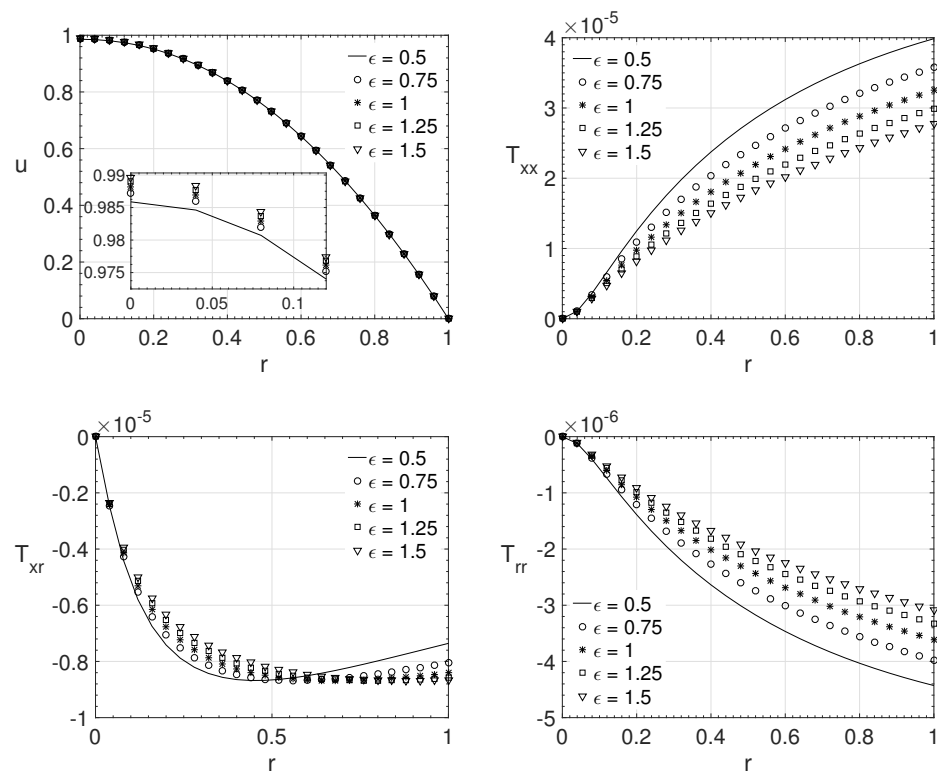 1
0.8
0.6
0.4
0.2
0
u
ϵ = 0.5
ϵ = 0.75
ϵ = 1
ϵ = 1.25
ϵ = 1.5
0.99
0.985
0.98
0.975
0 0.05 0.1
0 0.2 0.4 0.6 0.8 1
r
×10⁻⁵
4
3
2
1
0
T_xx
ϵ = 0.5
ϵ = 0.75
ϵ = 1
ϵ = 1.25
ϵ = 1.5
0 0.2 0.4 0.6 0.8 1
r
×10⁻⁵
0
-0.2
-0.4
-0.6
-0.8
-1
T_xr
ϵ = 0.5
ϵ = 0.75
ϵ = 1
ϵ = 1.25
ϵ = 1.5
0 0.5 1
r
×10⁻⁶
0
-1
-2
-3
-4
-5
T_rr
ϵ = 0.5
ϵ = 0.75
ϵ = 1
ϵ = 1.25
ϵ = 1.5
0 0.2 0.4 0.6 0.8 1
r